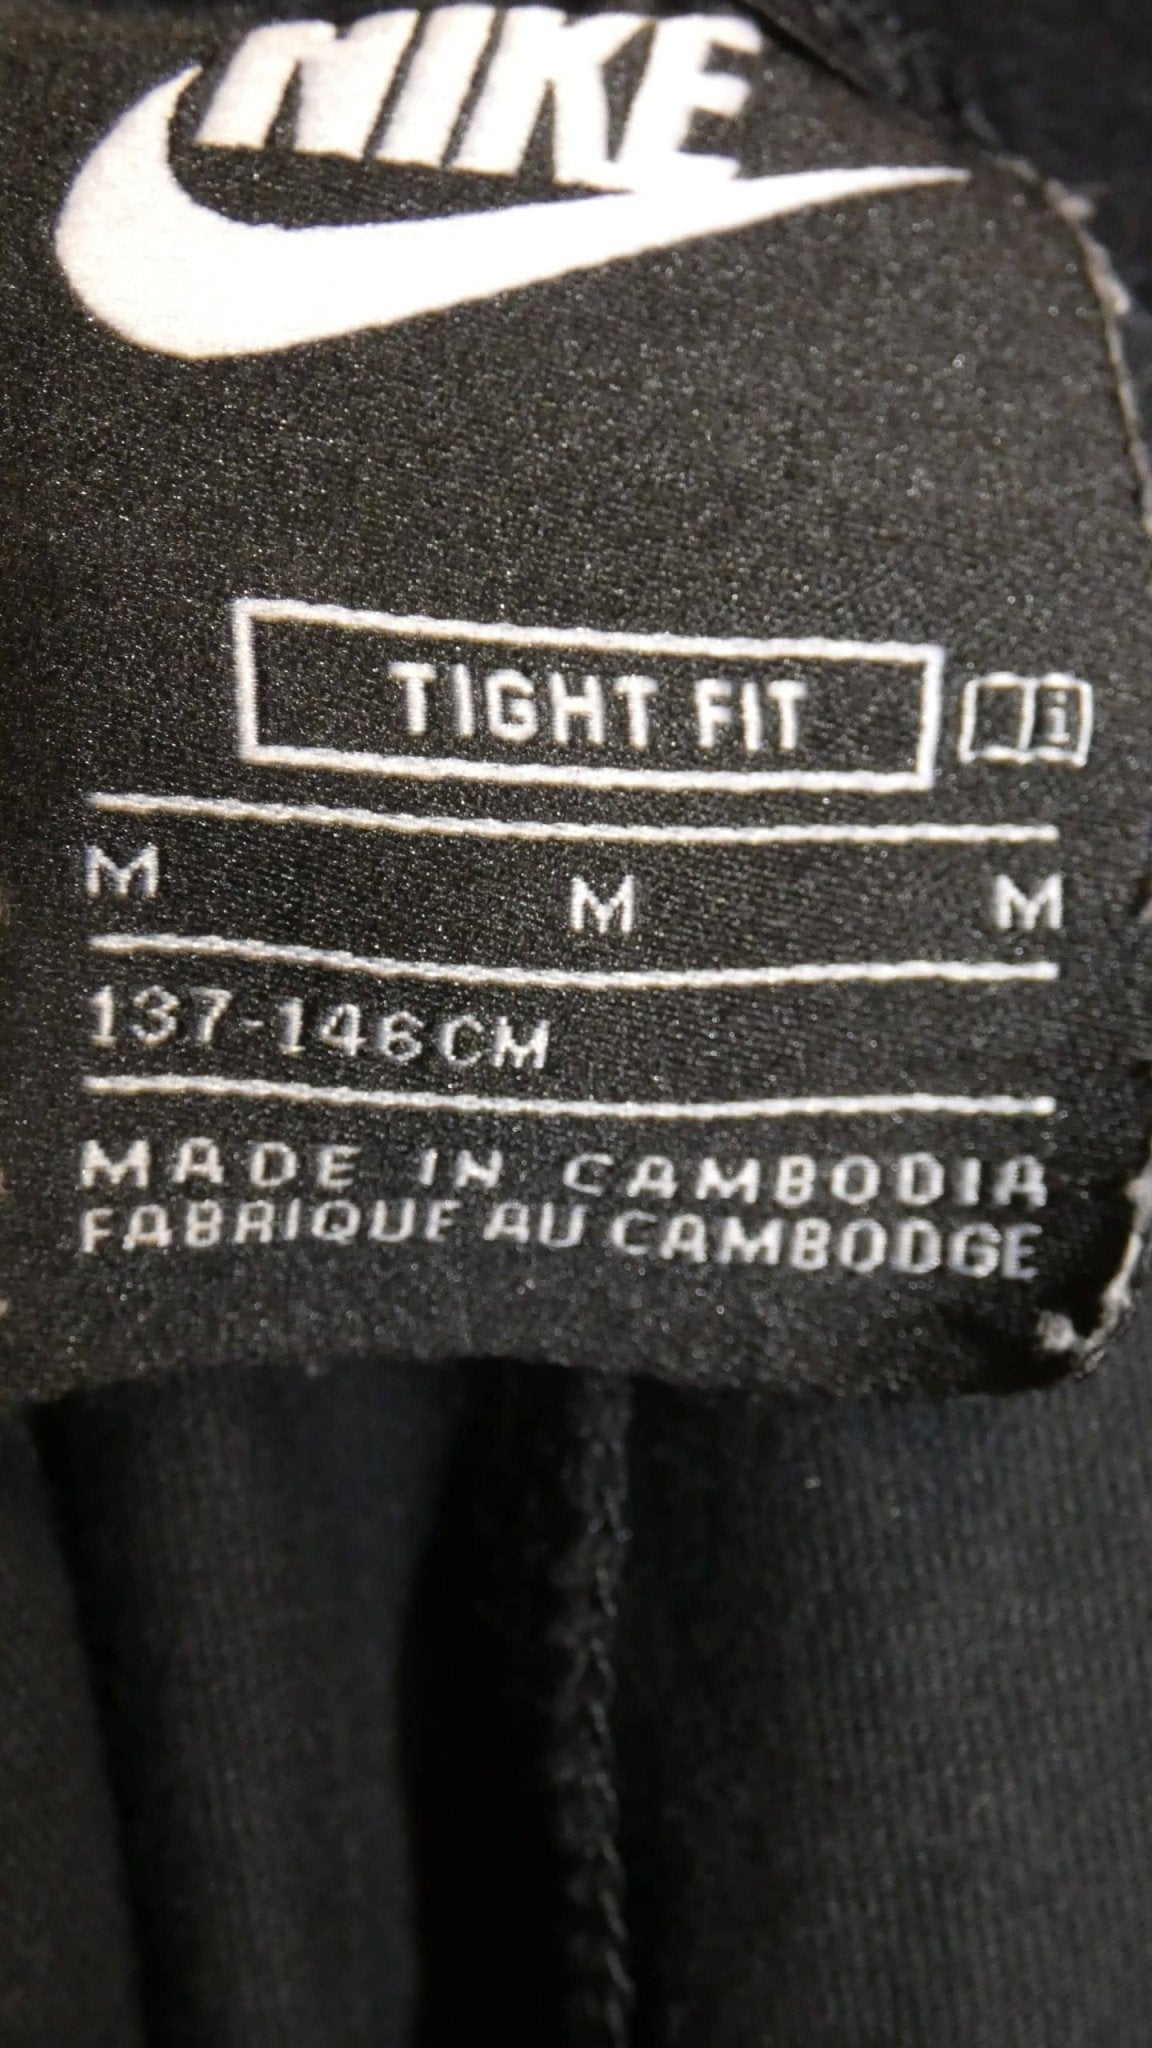 NIKE
TIGHT FIT i
M M M
137-146CM
MADE IN CAMBODIA
FABRIQUE AU CAMBODGE